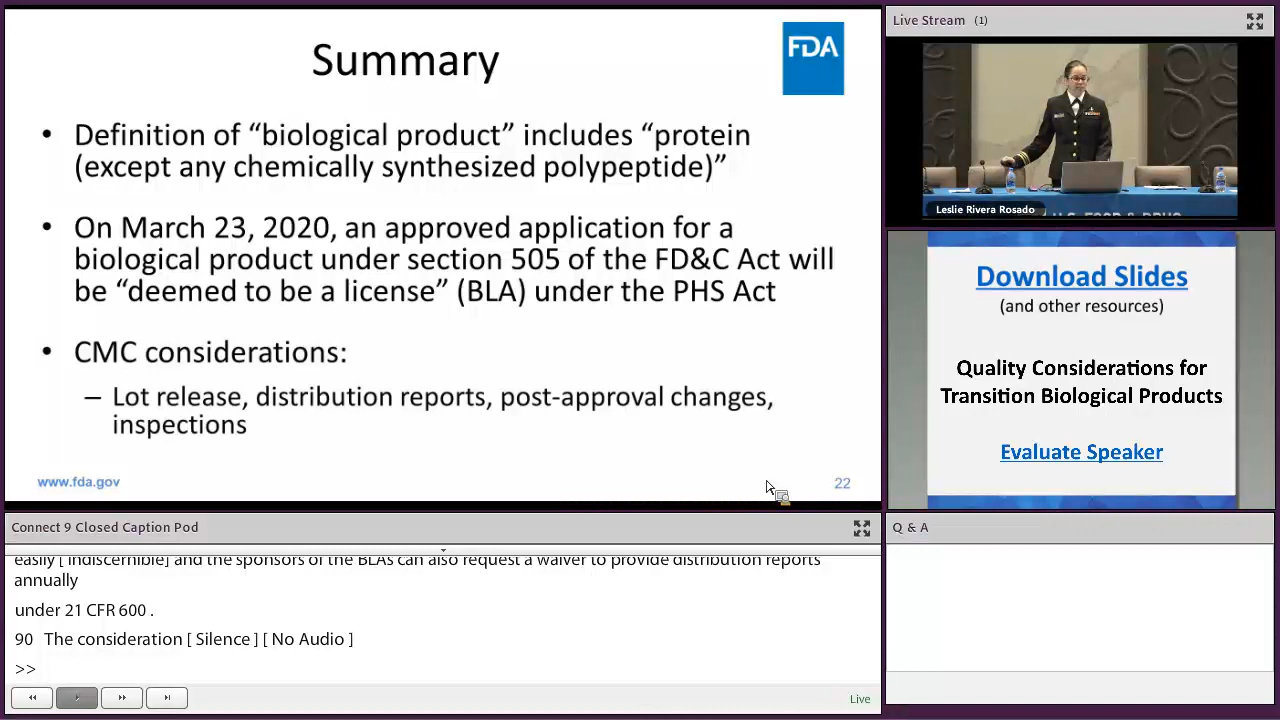 Summary
FDA
• Definition of “biological product” includes “protein
(except any chemically synthesized polypeptide)”
• On March 23, 2020, an approved application for a
biological product under section 505 of the FD&C Act will
be “deemed to be a license” (BLA) under the PHS Act
• CMC considerations:
– Lot release, distribution reports, post-approval changes,
inspections
www.fda.gov
22
Live Stream (1)
Leslie Rivera Rosado
U.S. FOOD & DRUG
Download Slides
(and other resources)
Quality Considerations for
Transition Biological Products
Evaluate Speaker
Connect 9 Closed Caption Pod
easily [ indiscernible] and the sponsors of the BLAs can also request a waiver to provide distribution reports
annually
under 21 CFR 600 .
90 The consideration [ Silence ] [ No Audio ]
>>
Live
Q & A